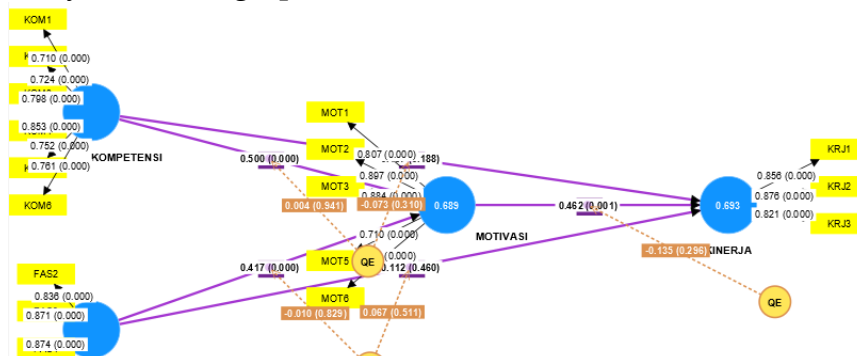 KOM1
0.710 (0.000)
0.724 (0.000)
0.798 (0.000)
0.853 (0.000)
0.752 (0.000)
0.761 (0.000)
KOM6
KOMPETENSI
0.500 (0.000)
0.004 (0.941)
MOT1
MOT2
MOT3
MOT5
MOT6
0.807 (0.000)
188)
0.897 (0.000)
0.884 (0.000)
-0.073 (0.310)
0.710 (0.000)
(0.000)
0.689
MOTIVASI
QE
0.417 (0.000)
0.112 (0.460)
-0.010 (0.829)
0.067 (0.511)
0.462 (0.001)
-0.135 (0.296)
0.693
KINERJA
0.856 (0.000)
0.876 (0.000)
0.821 (0.000)
KRJ1
KRJ2
KRJ3
QE
FAS2
0.836 (0.000)
0.871 (0.000)
0.874 (0.000)